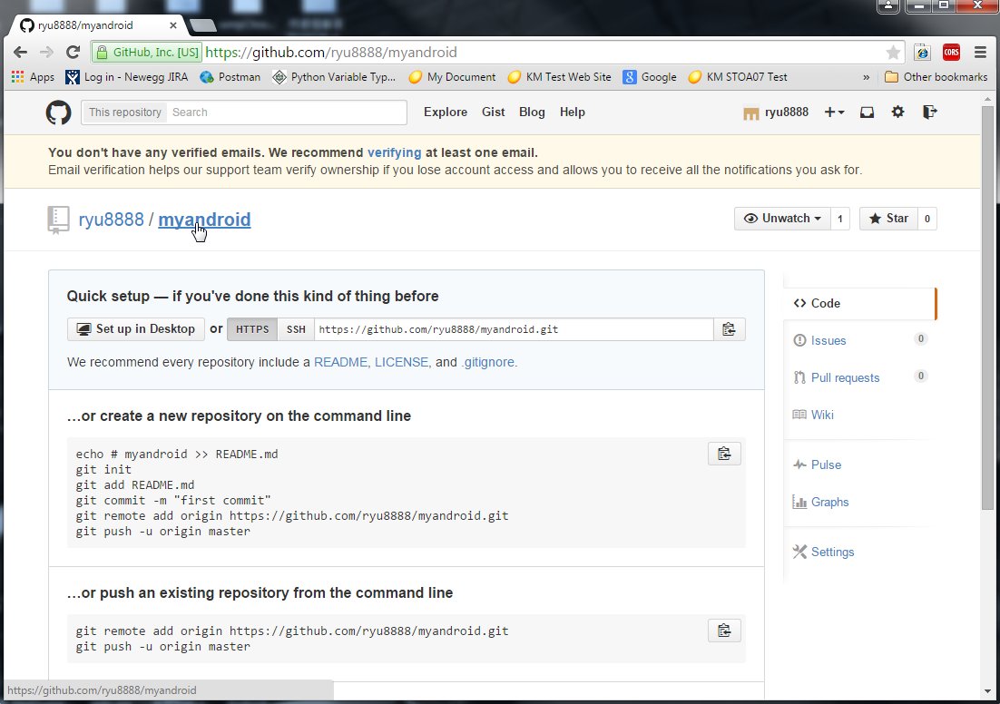 ryu8888/myandroid
GitHub, Inc. [US] https://github.com/ryu8888/myandroid
CORS
Apps Log in - Newegg JIRA Postman Python Variable Typ... My Document KM Test Web Site Google KM STOA07 Test » Other bookmarks
This repository Search Explore Gist Blog Help ryu8888
You don't have any verified emails. We recommend verifying at least one email.
Email verification helps our support team verify ownership if you lose account access and allows you to receive all the notifications you ask for.
ryu8888 / myandroid Unwatch 1 Star 0
Quick setup — if you've done this kind of thing before
Set up in Desktop or HTTPS SSH https://github.com/ryu8888/myandroid.git
We recommend every repository include a README, LICENSE, and .gitignore.
…or create a new repository on the command line
echo # myandroid >> README.md
git init
git add README.md
git commit -m "first commit"
git remote add origin https://github.com/ryu8888/myandroid.git
git push -u origin master
…or push an existing repository from the command line
git remote add origin https://github.com/ryu8888/myandroid.git
git push -u origin master
Code
Issues 0
Pull requests 0
Wiki
Pulse
Graphs
Settings
https://github.com/ryu8888/myandroid